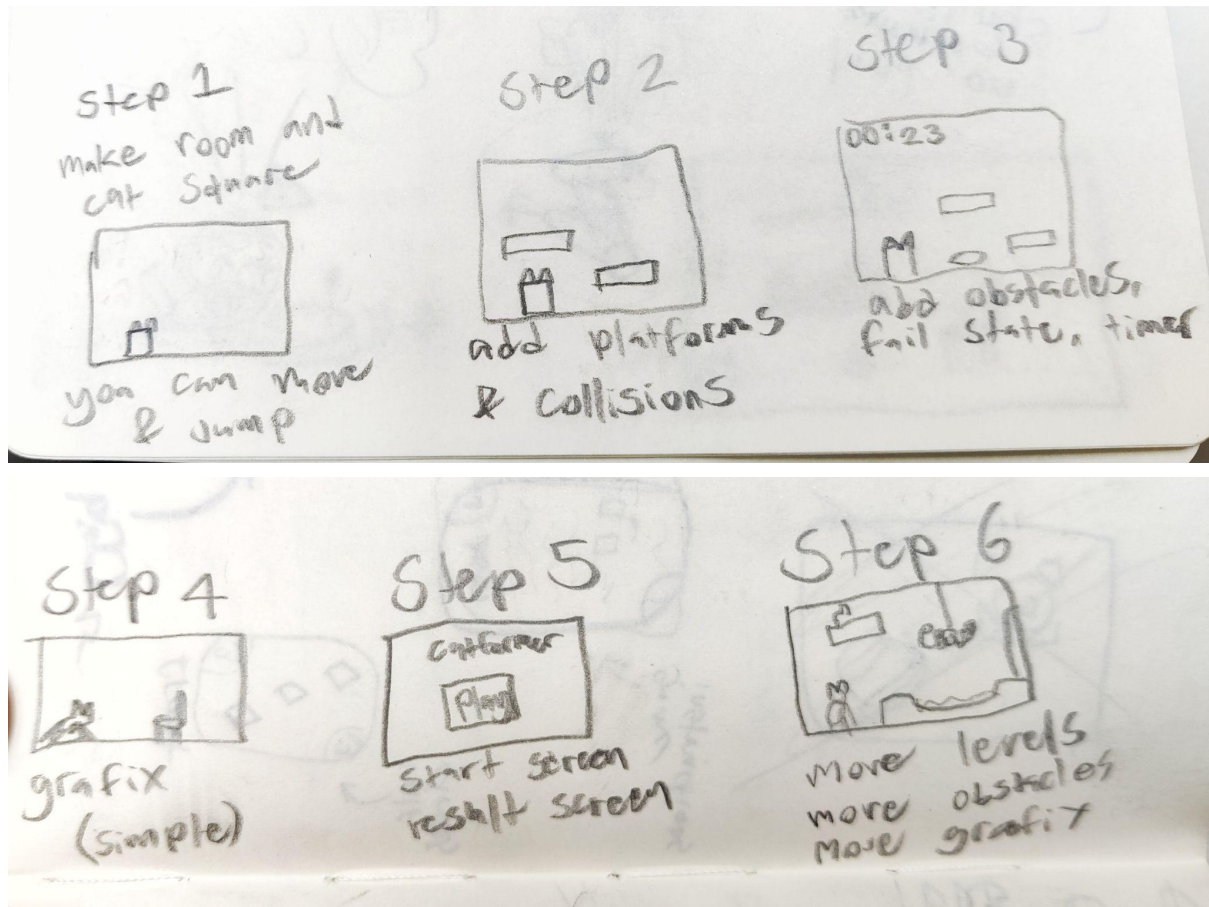 Step 1
make room and
cat square
you can move
& jump
Step 2
add platforms
& collisions
Step 3
00:23
add obstacles,
fail state, timer
Step 4
grafix
(simple)
Step 5
catformer
Play
start screen
result screen
Step 6
more levels
more obstacles
more grafix